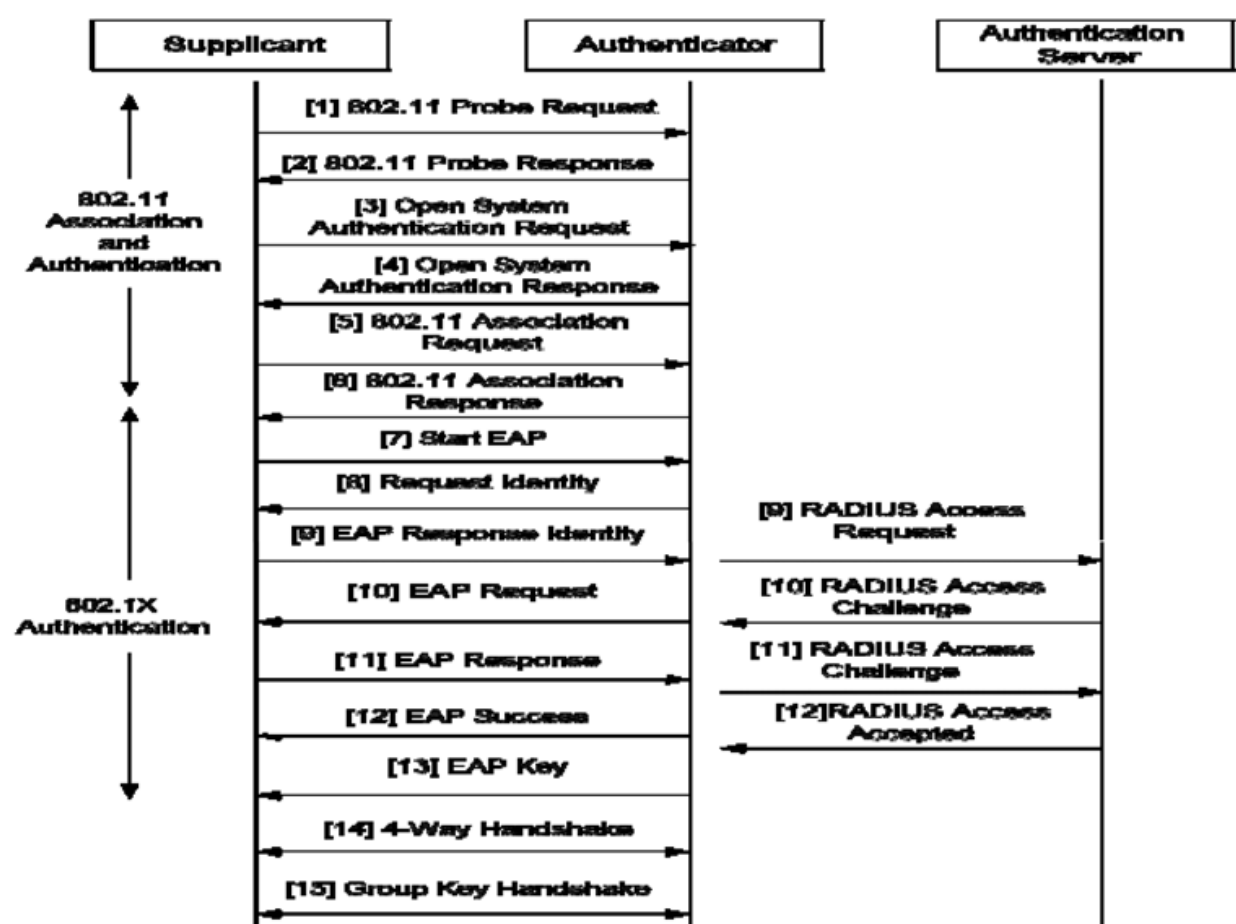 Supplicant
Authenticator
Authentication
Server
[1] 802.11 Probe Request
[2] 802.11 Probe Response
802.11
Association
and
Authentication
[3] Open System
Authentication Request
[4] Open System
Authentication Response
[5] 802.11 Association
Request
[6] 802.11 Association
Response
[7] Start EAP
[8] Request Identity
[9] EAP Response Identity
[9] RADIUS Access
Request
802.1X
Authentication
[10] EAP Request
[10] RADIUS Access
Challenge
[11] EAP Response
[11] RADIUS Access
Challenge
[12] EAP Success
[12]RADIUS Access
Accepted
[13] EAP Key
[14] 4-Way Handshake
[15] Group Key Handshake